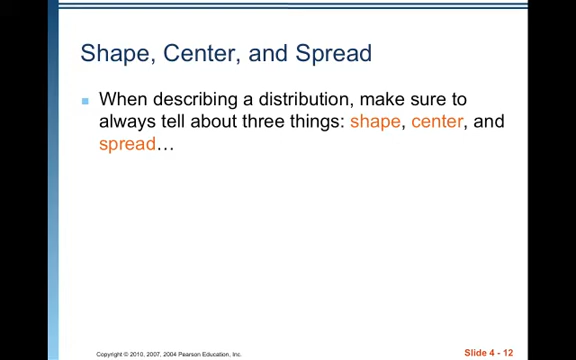 Shape, Center, and Spread
When describing a distribution, make sure to
always tell about three things: shape, center, and
spread…
Copyright © 2010, 2007, 2004 Pearson Education, Inc.
Slide 4 - 12